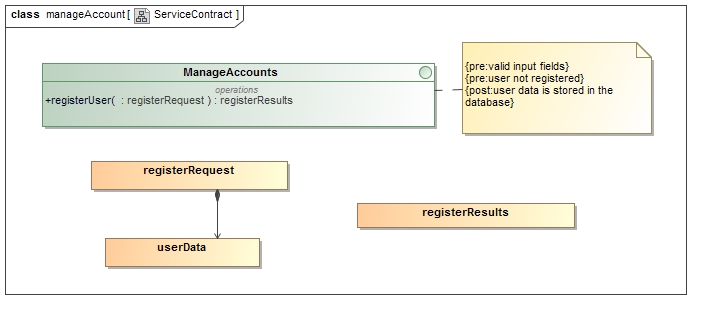 class manageAccount [ ServiceContract ]
ManageAccounts
operations
+registerUser( : registerRequest ) : registerResults
{pre:valid input fields}
{pre:user not registered}
{post:user data is stored in the
database}
registerRequest
registerResults
userData